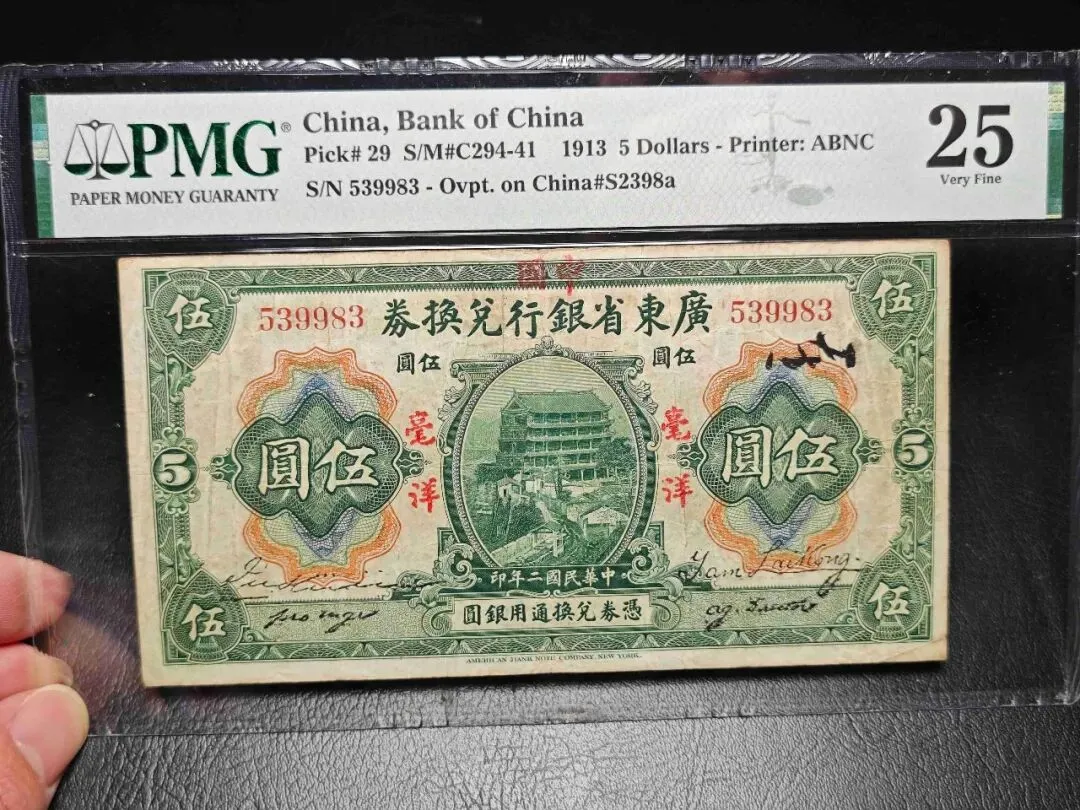 PMG®
PAPER MONEY GUARANTY
China, Bank of China
Pick# 29 S/M#C294-41 1913 5 Dollars - Printer: ABNC
S/N 539983 - Ovpt. on China#S2398a
25
Very Fine
中國
伍 伍
539983 廣東省銀行兌換券 539983
伍圓 伍圓
毫洋 毫洋
伍圓 伍圓
5 5
中華民國二年印
憑券兌換通用銀圓
伍 伍
AMERICAN BANK NOTE COMPANY, NEW YORK.